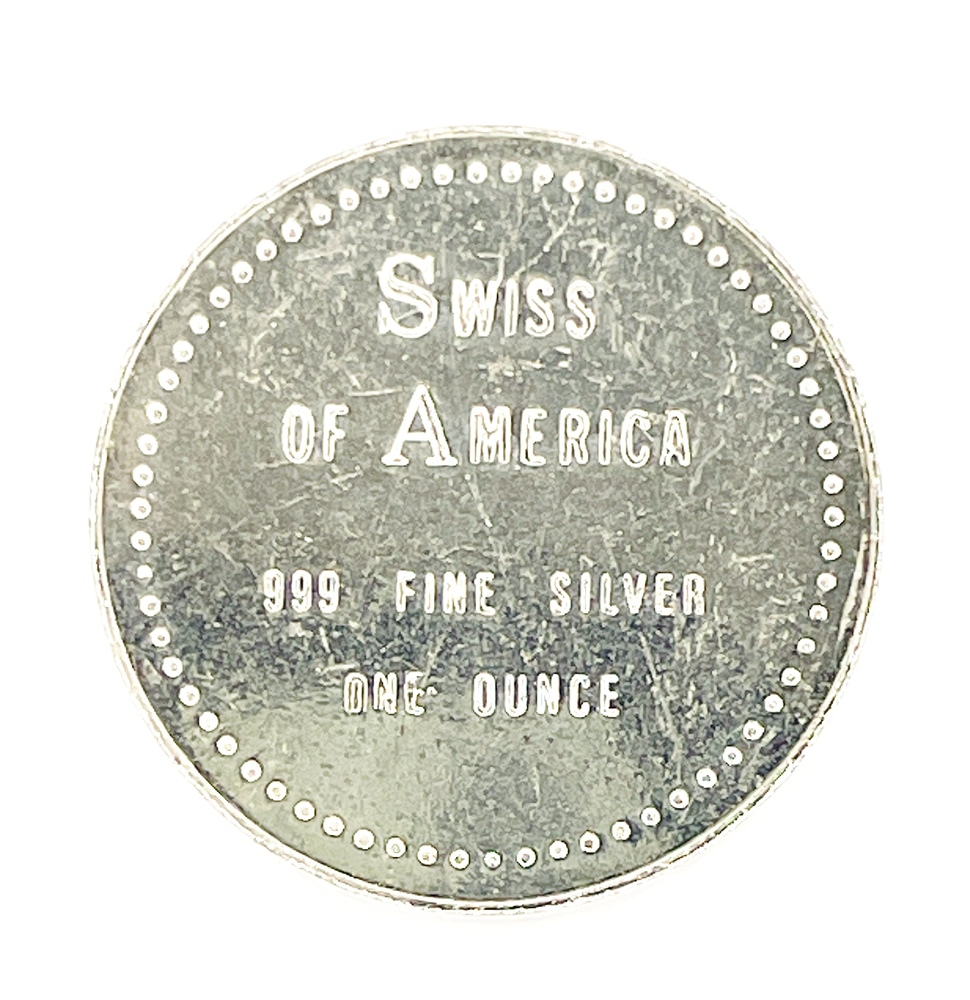 SWISS
OF AMERICA
999 FINE SILVER
ONE OUNCE